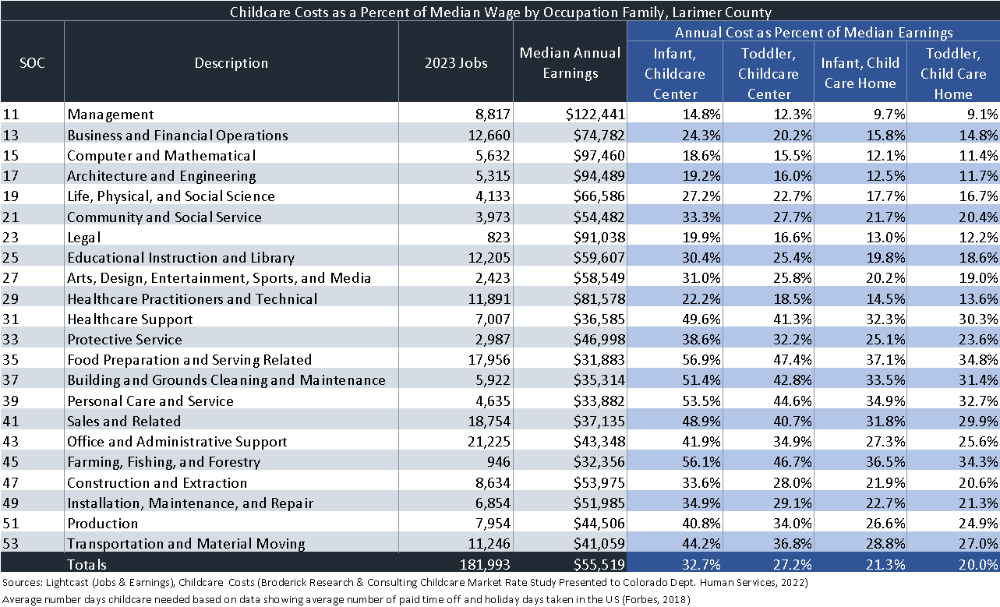 Childcare Costs as a Percent of Median Wage by Occupation Family, Larimer County
SOC Description 2023 Jobs Median Annual Earnings Annual Cost as Percent of Median Earnings
Infant, Childcare Center Toddler, Childcare Center Infant, Child Care Home Toddler, Child Care Home
11 Management 8,817 $122,441 14.8% 12.3% 9.7% 9.1%
13 Business and Financial Operations 12,660 $74,782 24.3% 20.2% 15.8% 14.8%
15 Computer and Mathematical 5,632 $97,460 18.6% 15.5% 12.1% 11.4%
17 Architecture and Engineering 5,315 $94,489 19.2% 16.0% 12.5% 11.7%
19 Life, Physical, and Social Science 4,133 $66,586 27.2% 22.7% 17.7% 16.7%
21 Community and Social Service 3,973 $54,482 33.3% 27.7% 21.7% 20.4%
23 Legal 823 $91,038 19.9% 16.6% 13.0% 12.2%
25 Educational Instruction and Library 12,205 $59,607 30.4% 25.4% 19.8% 18.6%
27 Arts, Design, Entertainment, Sports, and Media 2,423 $58,549 31.0% 25.8% 20.2% 19.0%
29 Healthcare Practitioners and Technical 11,891 $81,578 22.2% 18.5% 14.5% 13.6%
31 Healthcare Support 7,007 $36,585 49.6% 41.3% 32.3% 30.3%
33 Protective Service 2,987 $46,998 38.6% 32.2% 25.1% 23.6%
35 Food Preparation and Serving Related 17,956 $31,883 56.9% 47.4% 37.1% 34.8%
37 Building and Grounds Cleaning and Maintenance 5,922 $35,314 51.4% 42.8% 33.5% 31.4%
39 Personal Care and Service 4,635 $33,882 53.5% 44.6% 34.9% 32.7%
41 Sales and Related 18,754 $37,135 48.9% 40.7% 31.8% 29.9%
43 Office and Administrative Support 21,225 $43,348 41.9% 34.9% 27.3% 25.6%
45 Farming, Fishing, and Forestry 946 $32,356 56.1% 46.7% 36.5% 34.3%
47 Construction and Extraction 8,634 $53,975 33.6% 28.0% 21.9% 20.6%
49 Installation, Maintenance, and Repair 6,854 $51,985 34.9% 29.1% 22.7% 21.3%
51 Production 7,954 $44,506 40.8% 34.0% 26.6% 24.9%
53 Transportation and Material Moving 11,246 $41,059 44.2% 36.8% 28.8% 27.0%
Totals 181,993 $55,519 32.7% 27.2% 21.3% 20.0%
Sources: Lightcast (Jobs & Earnings), Childcare Costs (Broderick Research & Consulting Childcare Market Rate Study Presented to Colorado Dept. Human Services, 2022)
Average number days childcare needed based on data showing average number of paid time off and holiday days taken in the US (Forbes, 2018)